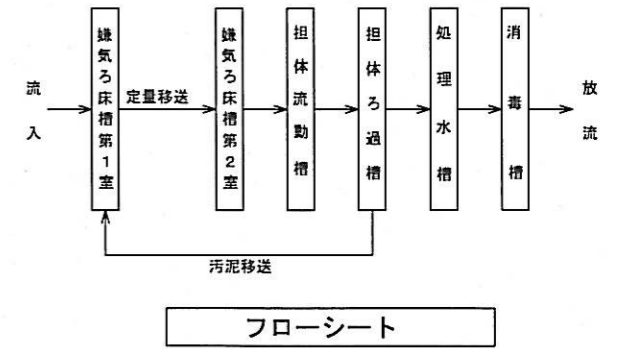 流入
嫌気ろ床槽第1室
定量移送
嫌気ろ床槽第2室
担体流動槽
担体ろ過槽
処理水槽
消毒槽
放流
汚泥移送
フローシート